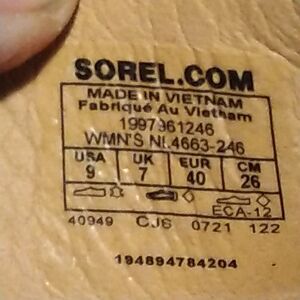 SOREL.COM
MADE IN VIETNAM
Fabriqué Au Vietnam
1997961246
WMN'S NL4663-246
USA UK EUR CM
9 7 40 26
ECA-12
40949 CJ6 0721 122
194894784204